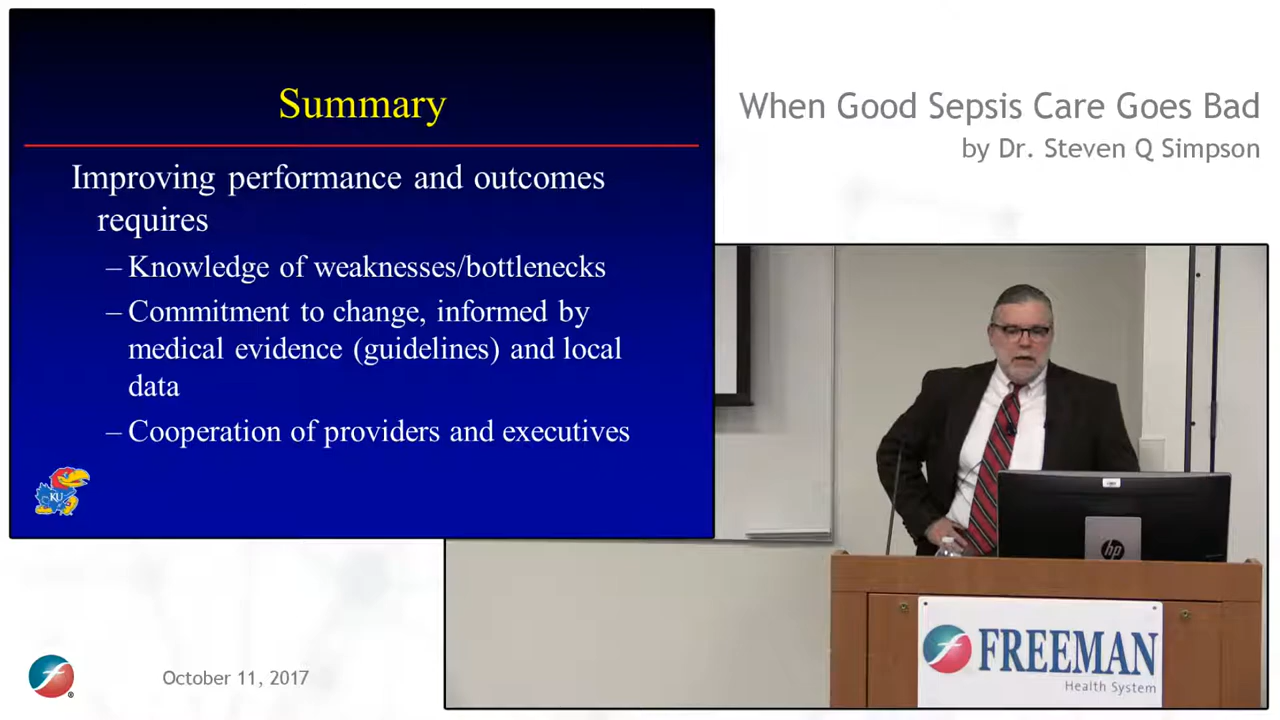 Summary
Improving performance and outcomes
requires
– Knowledge of weaknesses/bottlenecks
– Commitment to change, informed by
medical evidence (guidelines) and local
data
– Cooperation of providers and executives
KU
When Good Sepsis Care Goes Bad
by Dr. Steven Q Simpson
hp
f FREEMAN
Health System
f ®
October 11, 2017